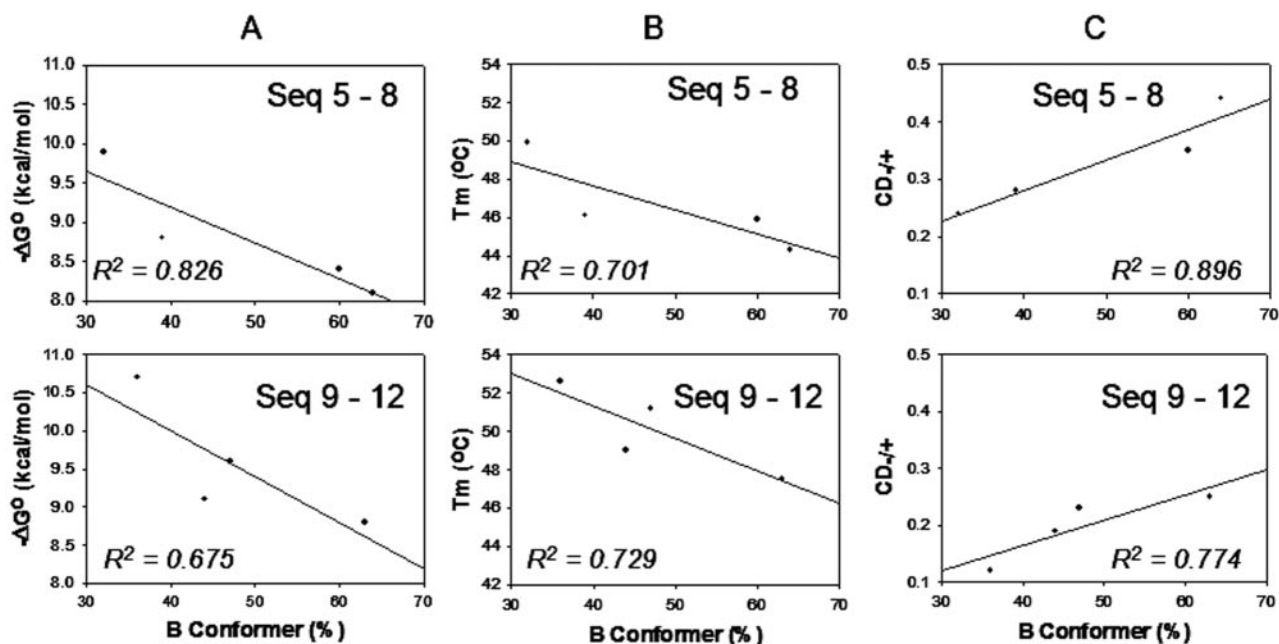 A
B
C
11.0
10.5
10.0
9.5
9.0
8.5
8.0
-ΔG° (kcal/mol)
Seq 5 - 8
R² = 0.826
30 40 50 60 70
54
52
50
48
46
44
42
Tm (°C)
Seq 5 - 8
R² = 0.701
30 40 50 60 70
0.5
0.4
0.3
0.2
0.1
CD-/+
Seq 5 - 8
R² = 0.896
30 40 50 60 70
11.0
10.5
10.0
9.5
9.0
8.5
8.0
-ΔG° (kcal/mol)
Seq 9 - 12
R² = 0.675
30 40 50 60 70
B Conformer (%)
54
52
50
48
46
44
42
Tm (°C)
Seq 9 - 12
R² = 0.729
30 40 50 60 70
B Conformer (%)
0.5
0.4
0.3
0.2
0.1
CD-/+
Seq 9 - 12
R² = 0.774
30 40 50 60 70
B Conformer (%)